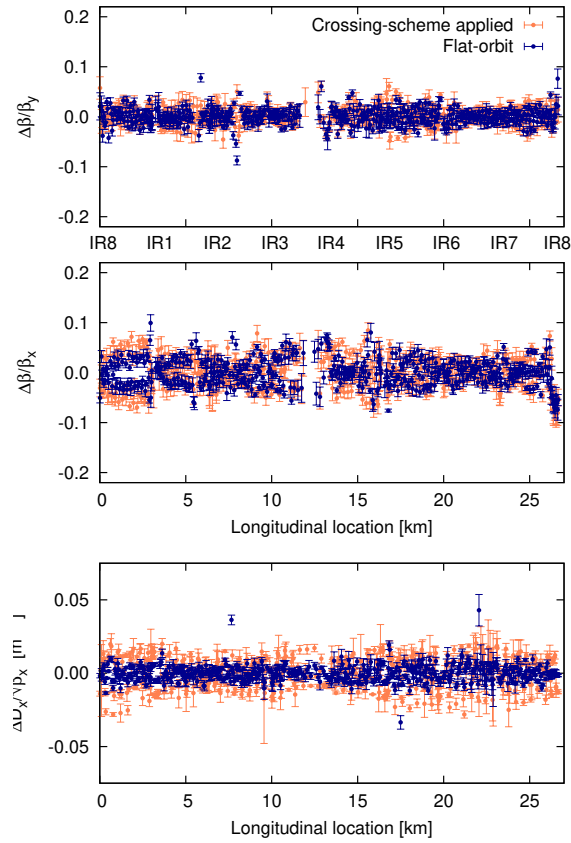 Crossing-scheme applied
Flat-orbit
0.2
0.1
0.0
-0.1
-0.2
Δβ/βy
IR8 IR1 IR2 IR3 IR4 IR5 IR6 IR7 IR8
0.2
0.1
0.0
-0.1
-0.2
Δβ/βx
0 5 10 15 20 25
Longitudinal location [km]
0.05
0.00
-0.05
0 5 10 15 20 25
Longitudinal location [km]